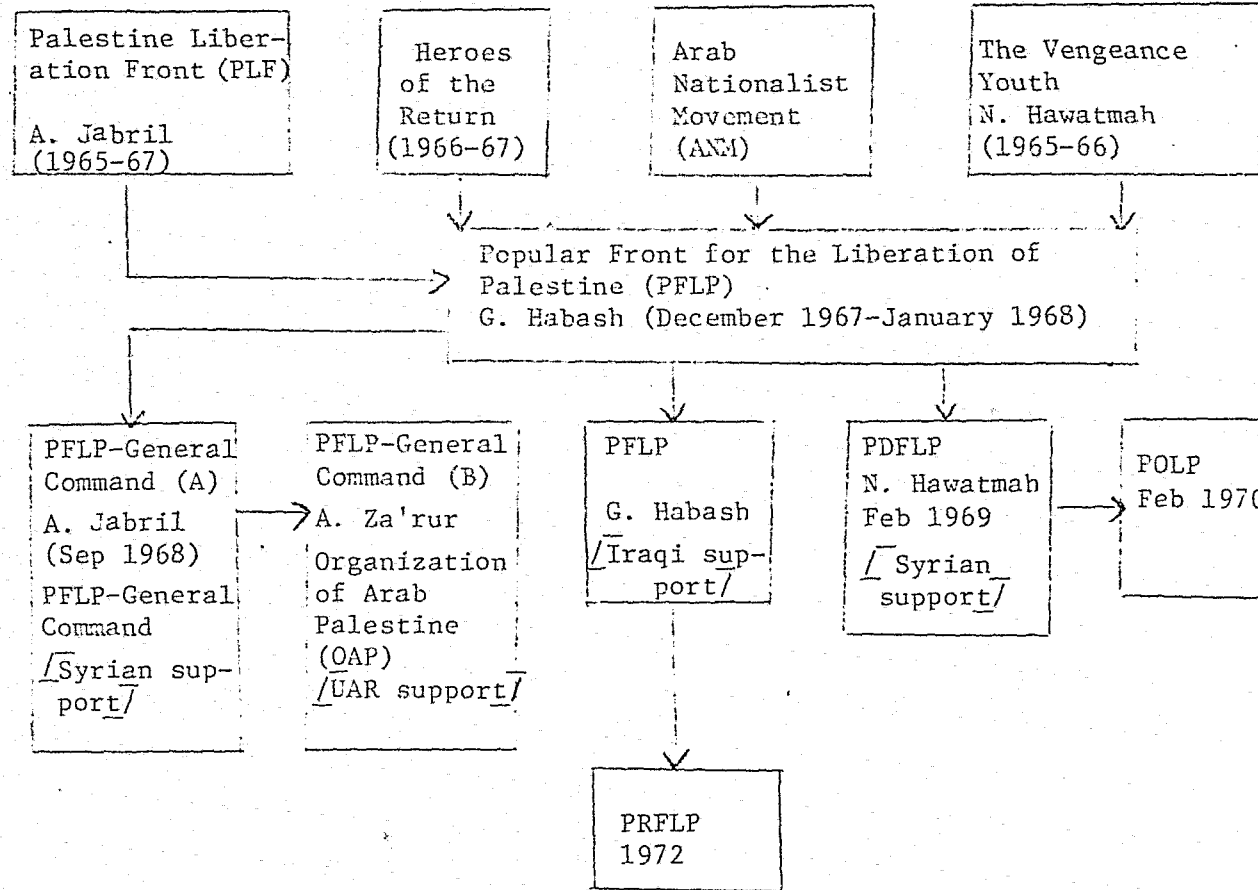 Palestine Liber-
ation Front (PLF)
A. Jabril
(1965-67)
Heroes
of the
Return
(1966-67)
Arab
Nationalist
Movement
(ANM)
The Vengeance
Youth
N. Hawatmah
(1965-66)
Popular Front for the Liberation of
Palestine (PFLP)
G. Habash (December 1967-January 1968)
PFLP-General
Command (A)
A. Jabril
(Sep 1968)
PFLP-General
Command
/Syrian sup-
port/
PFLP-General
Command (B)
A. Za'rur
Organization
of Arab
Palestine
(OAP)
/UAR support/
PFLP
G. Habash
/Iraqi sup-
port/
PDFLP
N. Hawatmah
Feb 1969
/Syrian
support/
POLP
Feb 1970
PRFLP
1972